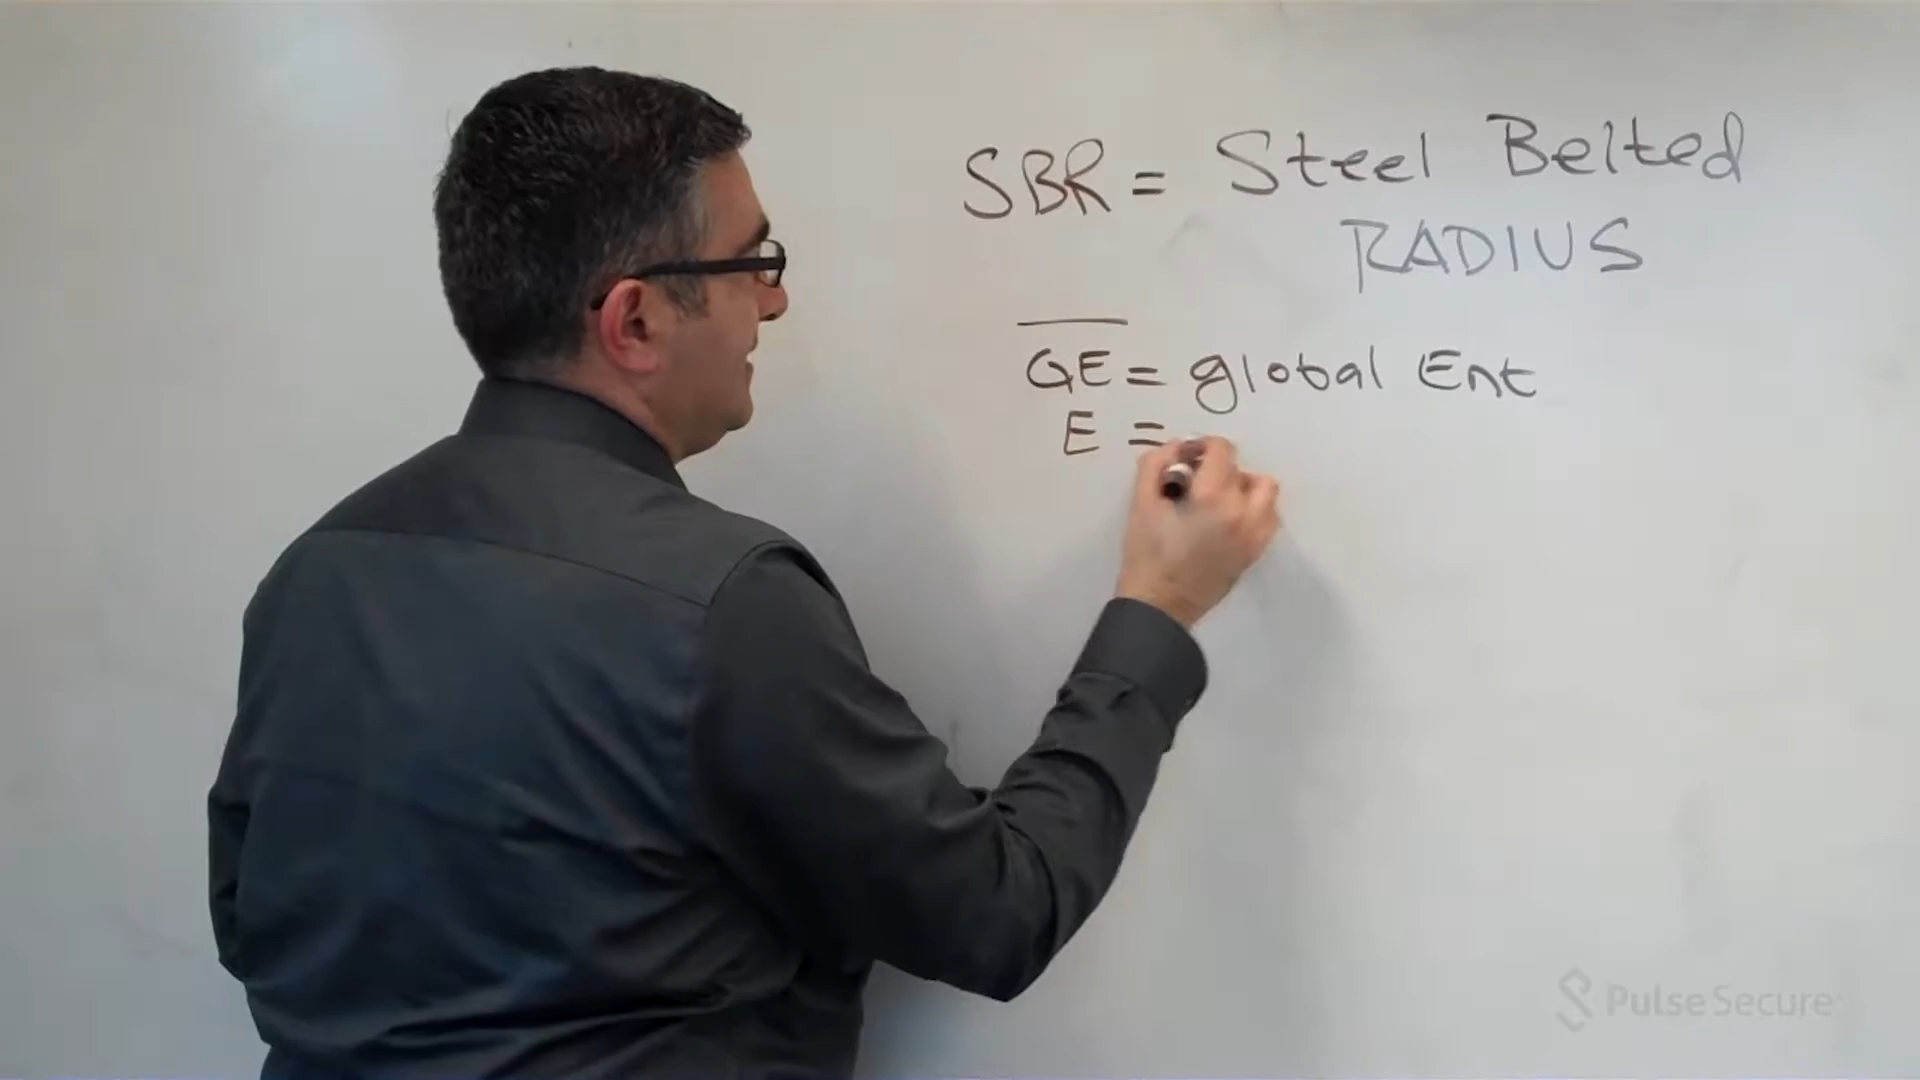 SBR = Steel Belted
RADIUS
GE = global Ent
E =
Pulse Secure